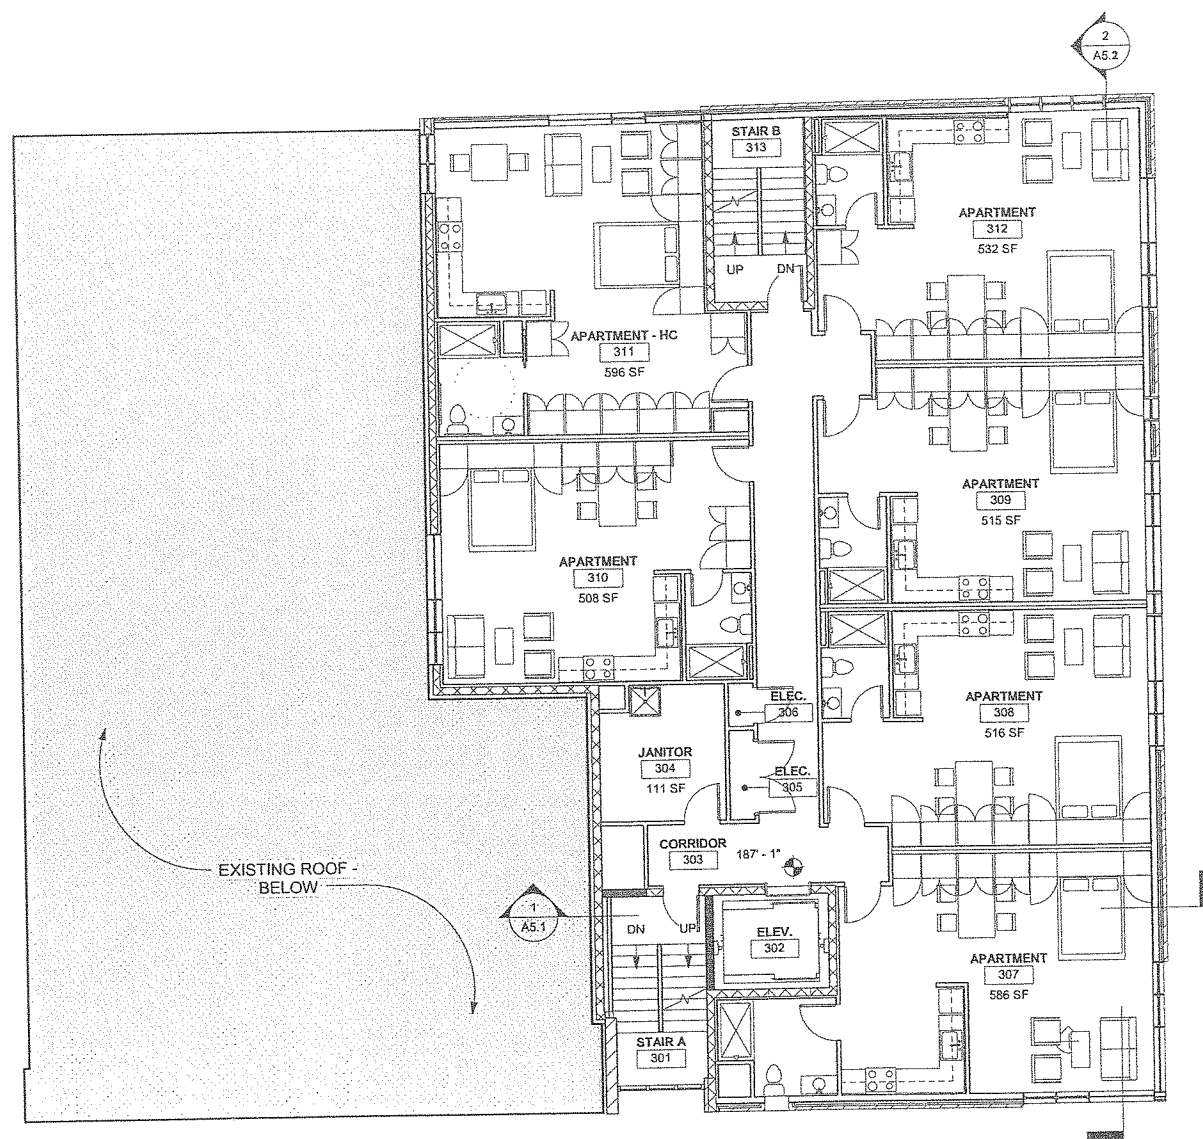 2
A5.2
STAIR B
313
UP
DN
APARTMENT
312
532 SF
APARTMENT - HC
311
596 SF
APARTMENT
309
515 SF
APARTMENT
310
508 SF
ELEC.
306
APARTMENT
308
516 SF
JANITOR
304
111 SF
ELEC.
305
CORRIDOR
303
187' - 1"
EXISTING ROOF -
BELOW
1
A5.1
DN
UP
ELEV.
302
APARTMENT
307
586 SF
STAIR A
301